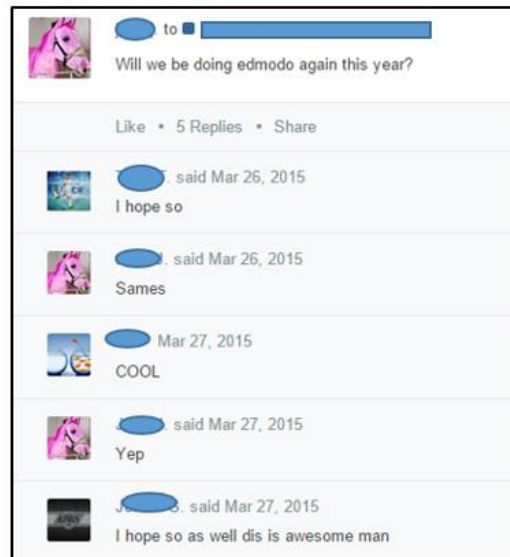 to
Will we be doing edmodo again this year?
Like • 5 Replies • Share
said Mar 26, 2015
I hope so
said Mar 26, 2015
Sames
Mar 27, 2015
COOL
said Mar 27, 2015
Yep
said Mar 27, 2015
I hope so as well dis is awesome man